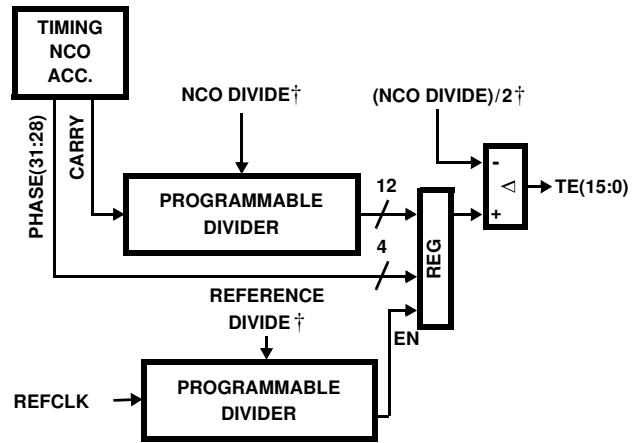 TIMING
NCO
ACC.
NCO DIVIDE†
(NCO DIVIDE)/2†
PHASE(31:28)
CARRY
PROGRAMMABLE
DIVIDER
12
4
REG
-
+
Δ
TE(15:0)
REFERENCE
DIVIDE†
EN
REFCLK
PROGRAMMABLE
DIVIDER